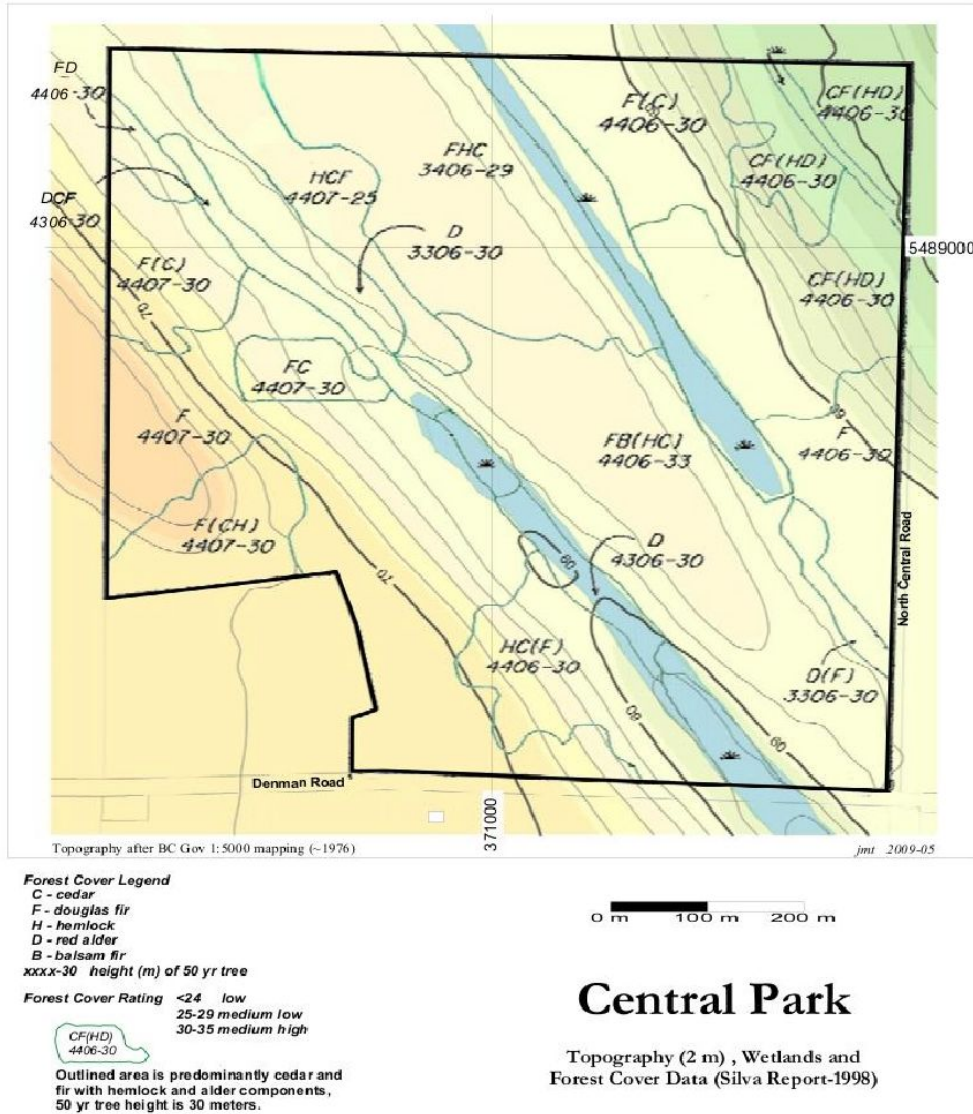 FD
4406-30
DCF
4306-30
F(C)
4407-30
HCF
4407-25
FHC
3406-29
D
3306-30
F(C)
4406-30
CF(HD)
4406-30
CF(HD)
4406-30
CF(HD)
4406-30
5489000
70
FC
4407-30
F
4407-30
F(CH)
4407-30
FB(HC)
4406-33
60
F
4406-30
D
4306-30
60
70
HC(F)
4406-30
D(F)
3306-30
60
60
North Central Road
Denman Road
371000
Topography after BC Gov 1:5000 mapping (~1976)
jmt 2009-05
Forest Cover Legend
C - cedar
F - douglas fir
H - hemlock
D - red alder
B - balsam fir
xxxx-30 height (m) of 50 yr tree
Forest Cover Rating <24 low
25-29 medium low
30-35 medium high
CF(HD)
4406-30
Outlined area is predominantly cedar and
fir with hemlock and alder components,
50 yr tree height is 30 meters.
0 m 100 m 200 m
Central Park
Topography (2 m) , Wetlands and
Forest Cover Data (Silva Report-1998)